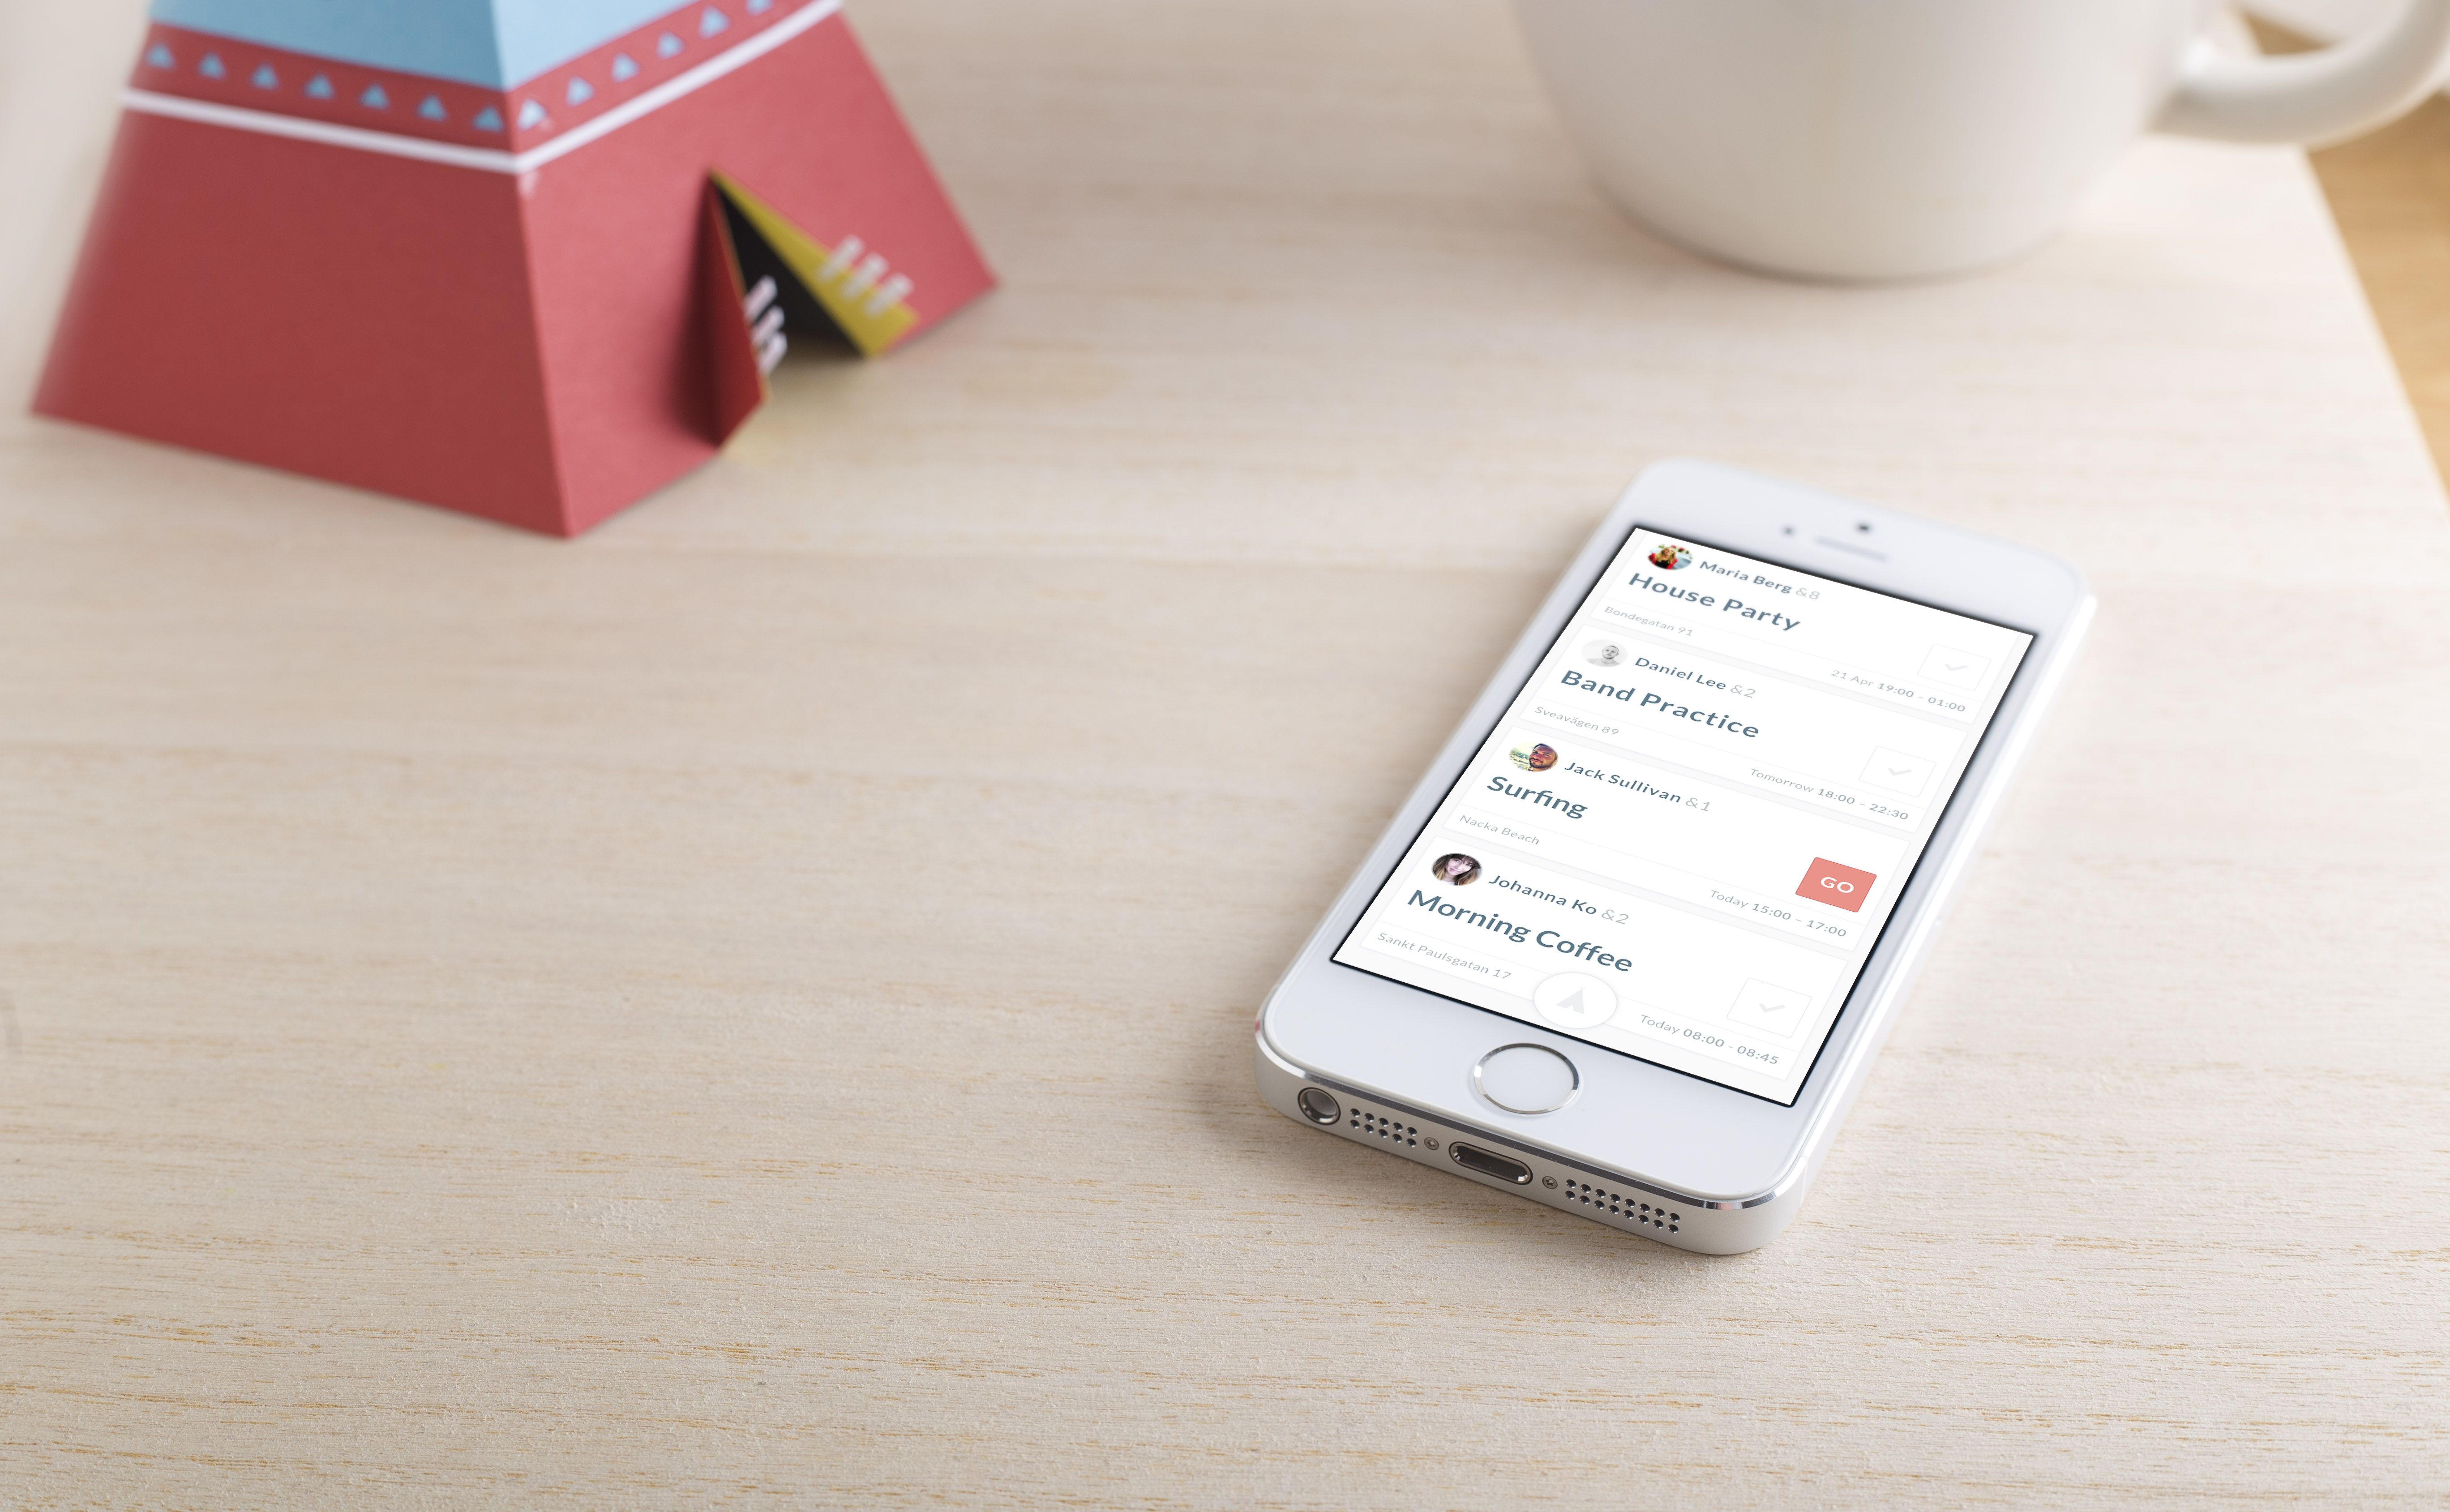 Maria Berg &8
House Party
Bondegatan 91
21 Apr 19:00 - 01:00
Daniel Lee &2
Band Practice
Sveavägen 89
Tomorrow 18:00 - 22:30
Jack Sullivan &1
Surfing
Nacka Beach
GO
Today 15:00 - 17:00
Johanna Ko &2
Morning Coffee
Sankt Paulsgatan 17
Today 08:00 - 08:45